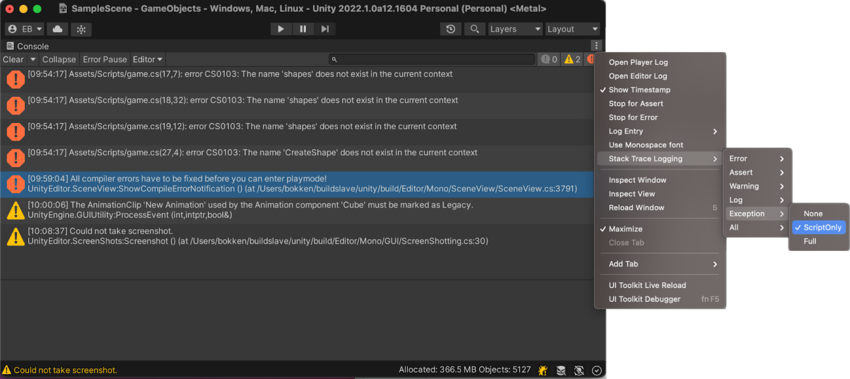 SampleScene - GameObjects - Windows, Mac, Linux - Unity 2022.1.0a12.1604 Personal (Personal) <Metal>
EB
Layers
Layout
Console
Clear
Collapse
Error Pause
Editor
0
2
[09:54:17] Assets/Scripts/game.cs(17,7): error CS0103: The name 'shapes' does not exist in the current context
[09:54:17] Assets/Scripts/game.cs(18,32): error CS0103: The name 'shapes' does not exist in the current context
[09:54:17] Assets/Scripts/game.cs(19,12): error CS0103: The name 'shapes' does not exist in the current context
[09:54:17] Assets/Scripts/game.cs(27,4): error CS0103: The name 'CreateShape' does not exist in the current context
[09:59:04] All compiler errors have to be fixed before you can enter playmode!
UnityEditor.SceneView:ShowCompileErrorNotification () (at /Users/bokken/buildslave/unity/build/Editor/Mono/SceneView/SceneView.cs:3791)
[10:00:06] The AnimationClip 'New Animation' used by the Animation component 'Cube' must be marked as Legacy.
UnityEngine.GUIUtility:ProcessEvent (int,intptr,bool&)
[10:08:37] Could not take screenshot.
UnityEditor.ScreenShots:Screenshot () (at /Users/bokken/buildslave/unity/build/Editor/Mono/GUI/ScreenShotting.cs:30)
Open Player Log
Open Editor Log
Show Timestamp
Stop for Assert
Stop for Error
Log Entry
Use Monospace font
Stack Trace Logging
Inspect Window
Inspect View
Reload Window
5
Maximize
Close Tab
Add Tab
UI Toolkit Live Reload
UI Toolkit Debugger
fn F5
Error
Assert
Warning
Log
Exception
All
None
ScriptOnly
Full
Could not take screenshot.
Allocated: 366.5 MB Objects: 5127